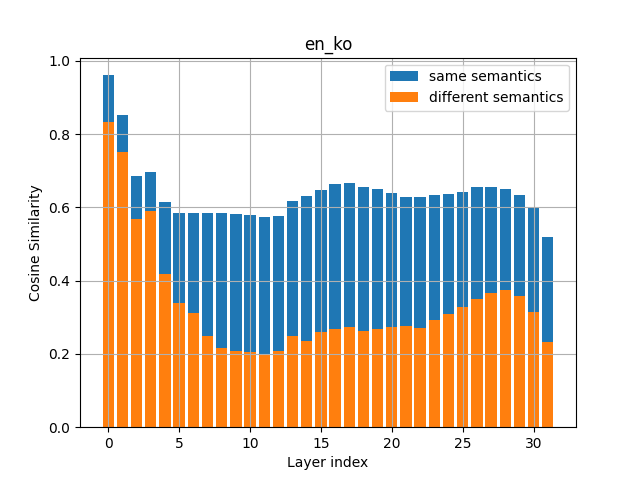 en_ko
same semantics
different semantics
Cosine Similarity
1.0
0.8
0.6
0.4
0.2
0.0
0 5 10 15 20 25 30
Layer index